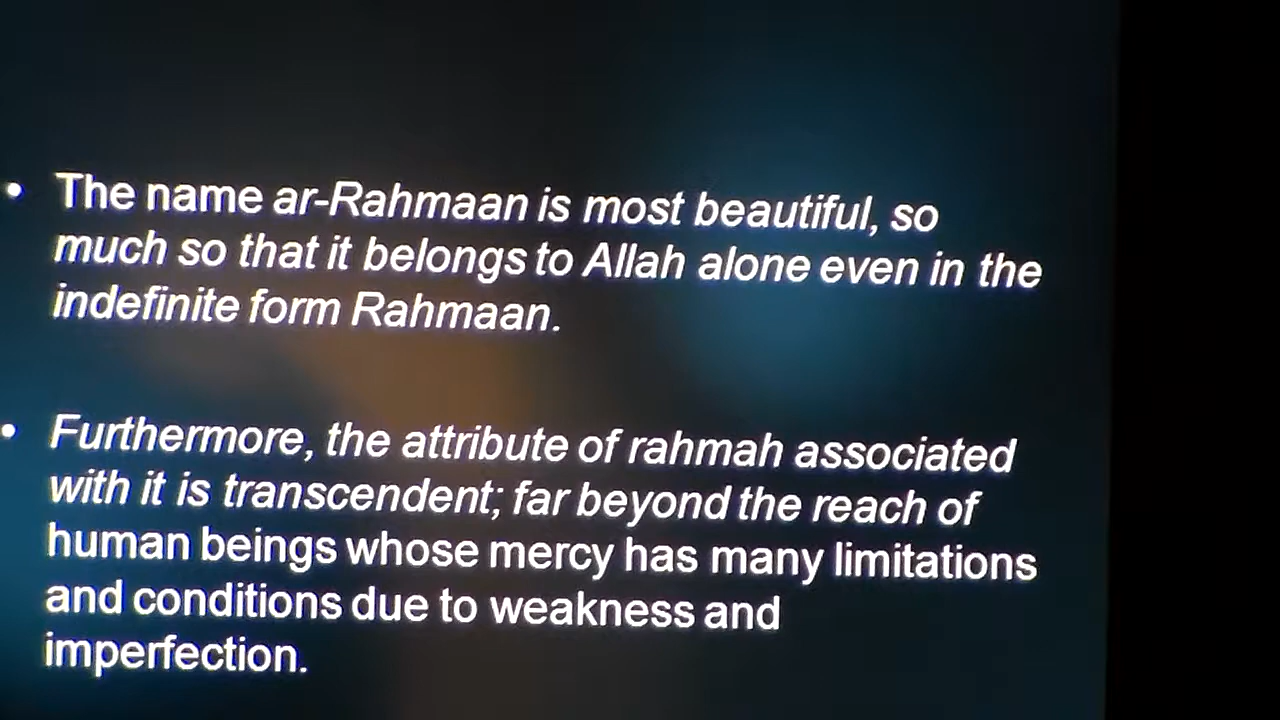 • The name ar-Rahmaan is most beautiful, so
much so that it belongs to Allah alone even in the
indefinite form Rahmaan.
• Furthermore, the attribute of rahmah associated
with it is transcendent; far beyond the reach of
human beings whose mercy has many limitations
and conditions due to weakness and
imperfection.